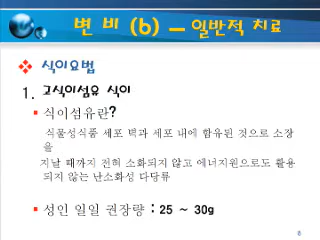 변 비 (b) – 일반적 치료
❖ 식이요법
1. 고식이섬유 식이
▪ 식이섬유란?
식물성식품 세포 벽과 세포 내에 함유된 것으로 소장
을
지날 때까지 전혀 소화되지 않고 에너지원으로도 활용
되지 않는 난소화성 다당류
▪ 성인 일일 권장량 : 25 ~ 30g
8